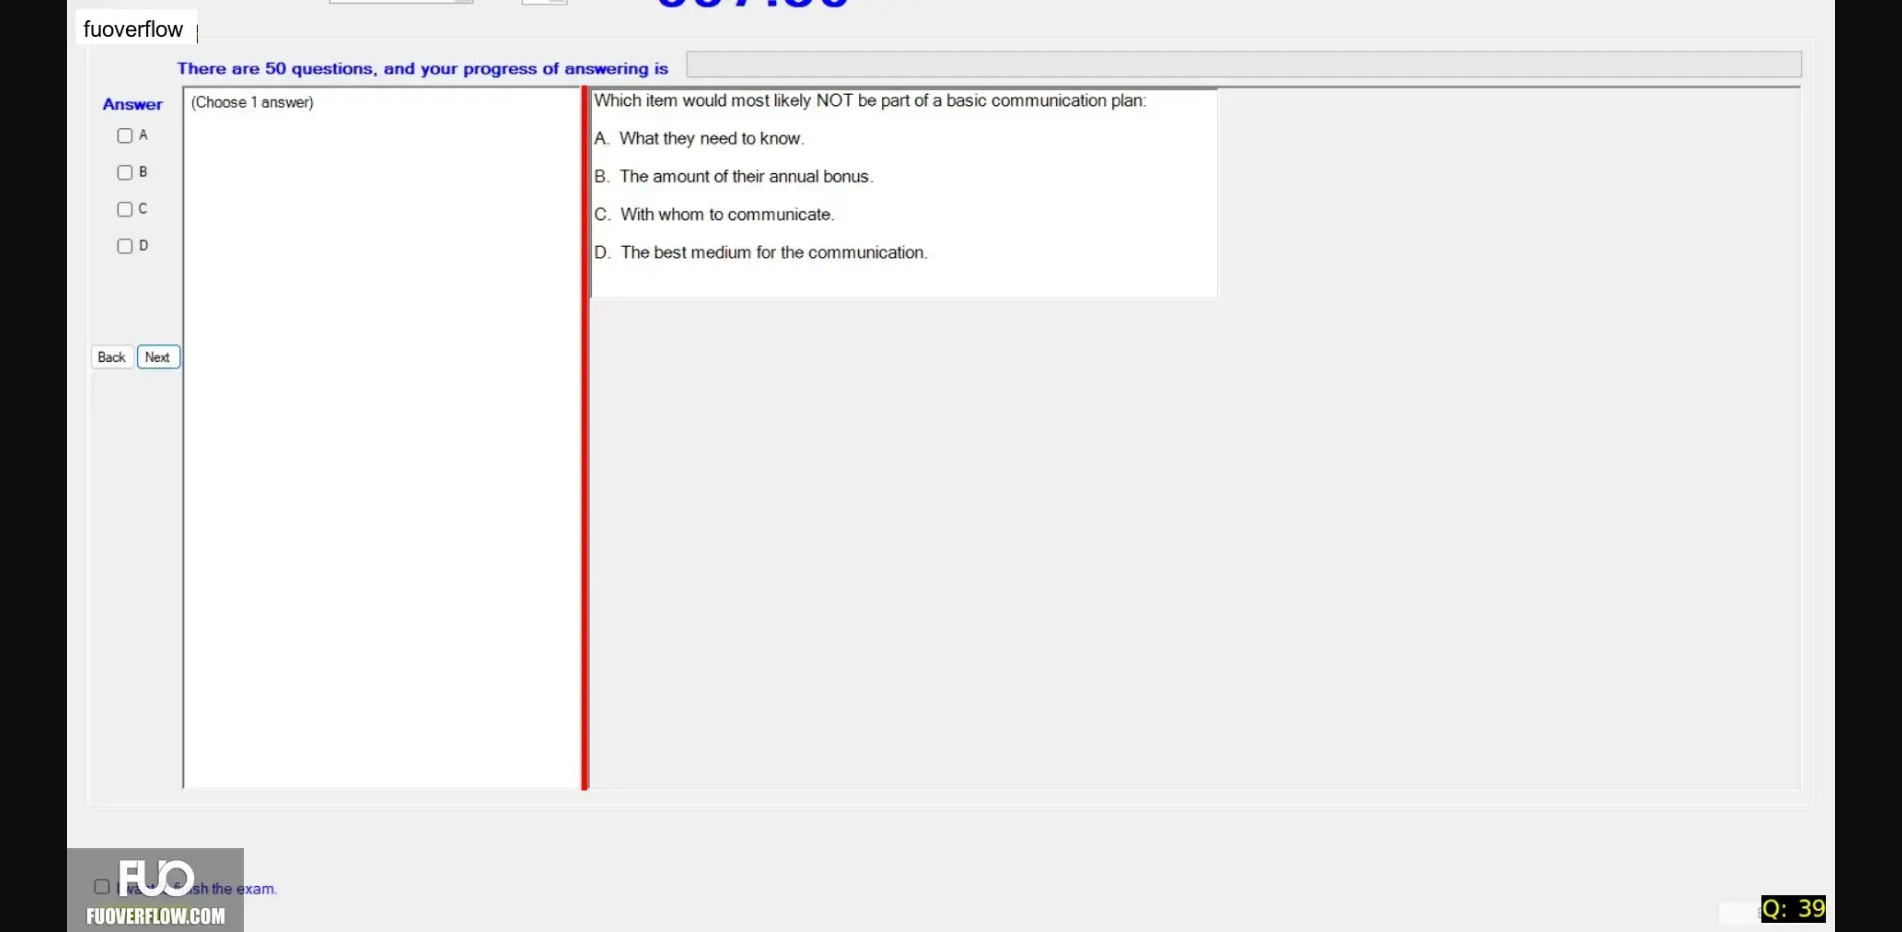 fuoverflow
There are 50 questions, and your progress of answering is
Answer
(Choose 1 answer)
A
B
C
D
Back Next
Which item would most likely NOT be part of a basic communication plan:
A. What they need to know.
B. The amount of their annual bonus.
C. With whom to communicate.
D. The best medium for the communication.
FUO
the exam.
FUOVERFLOW.COM
Q: 39